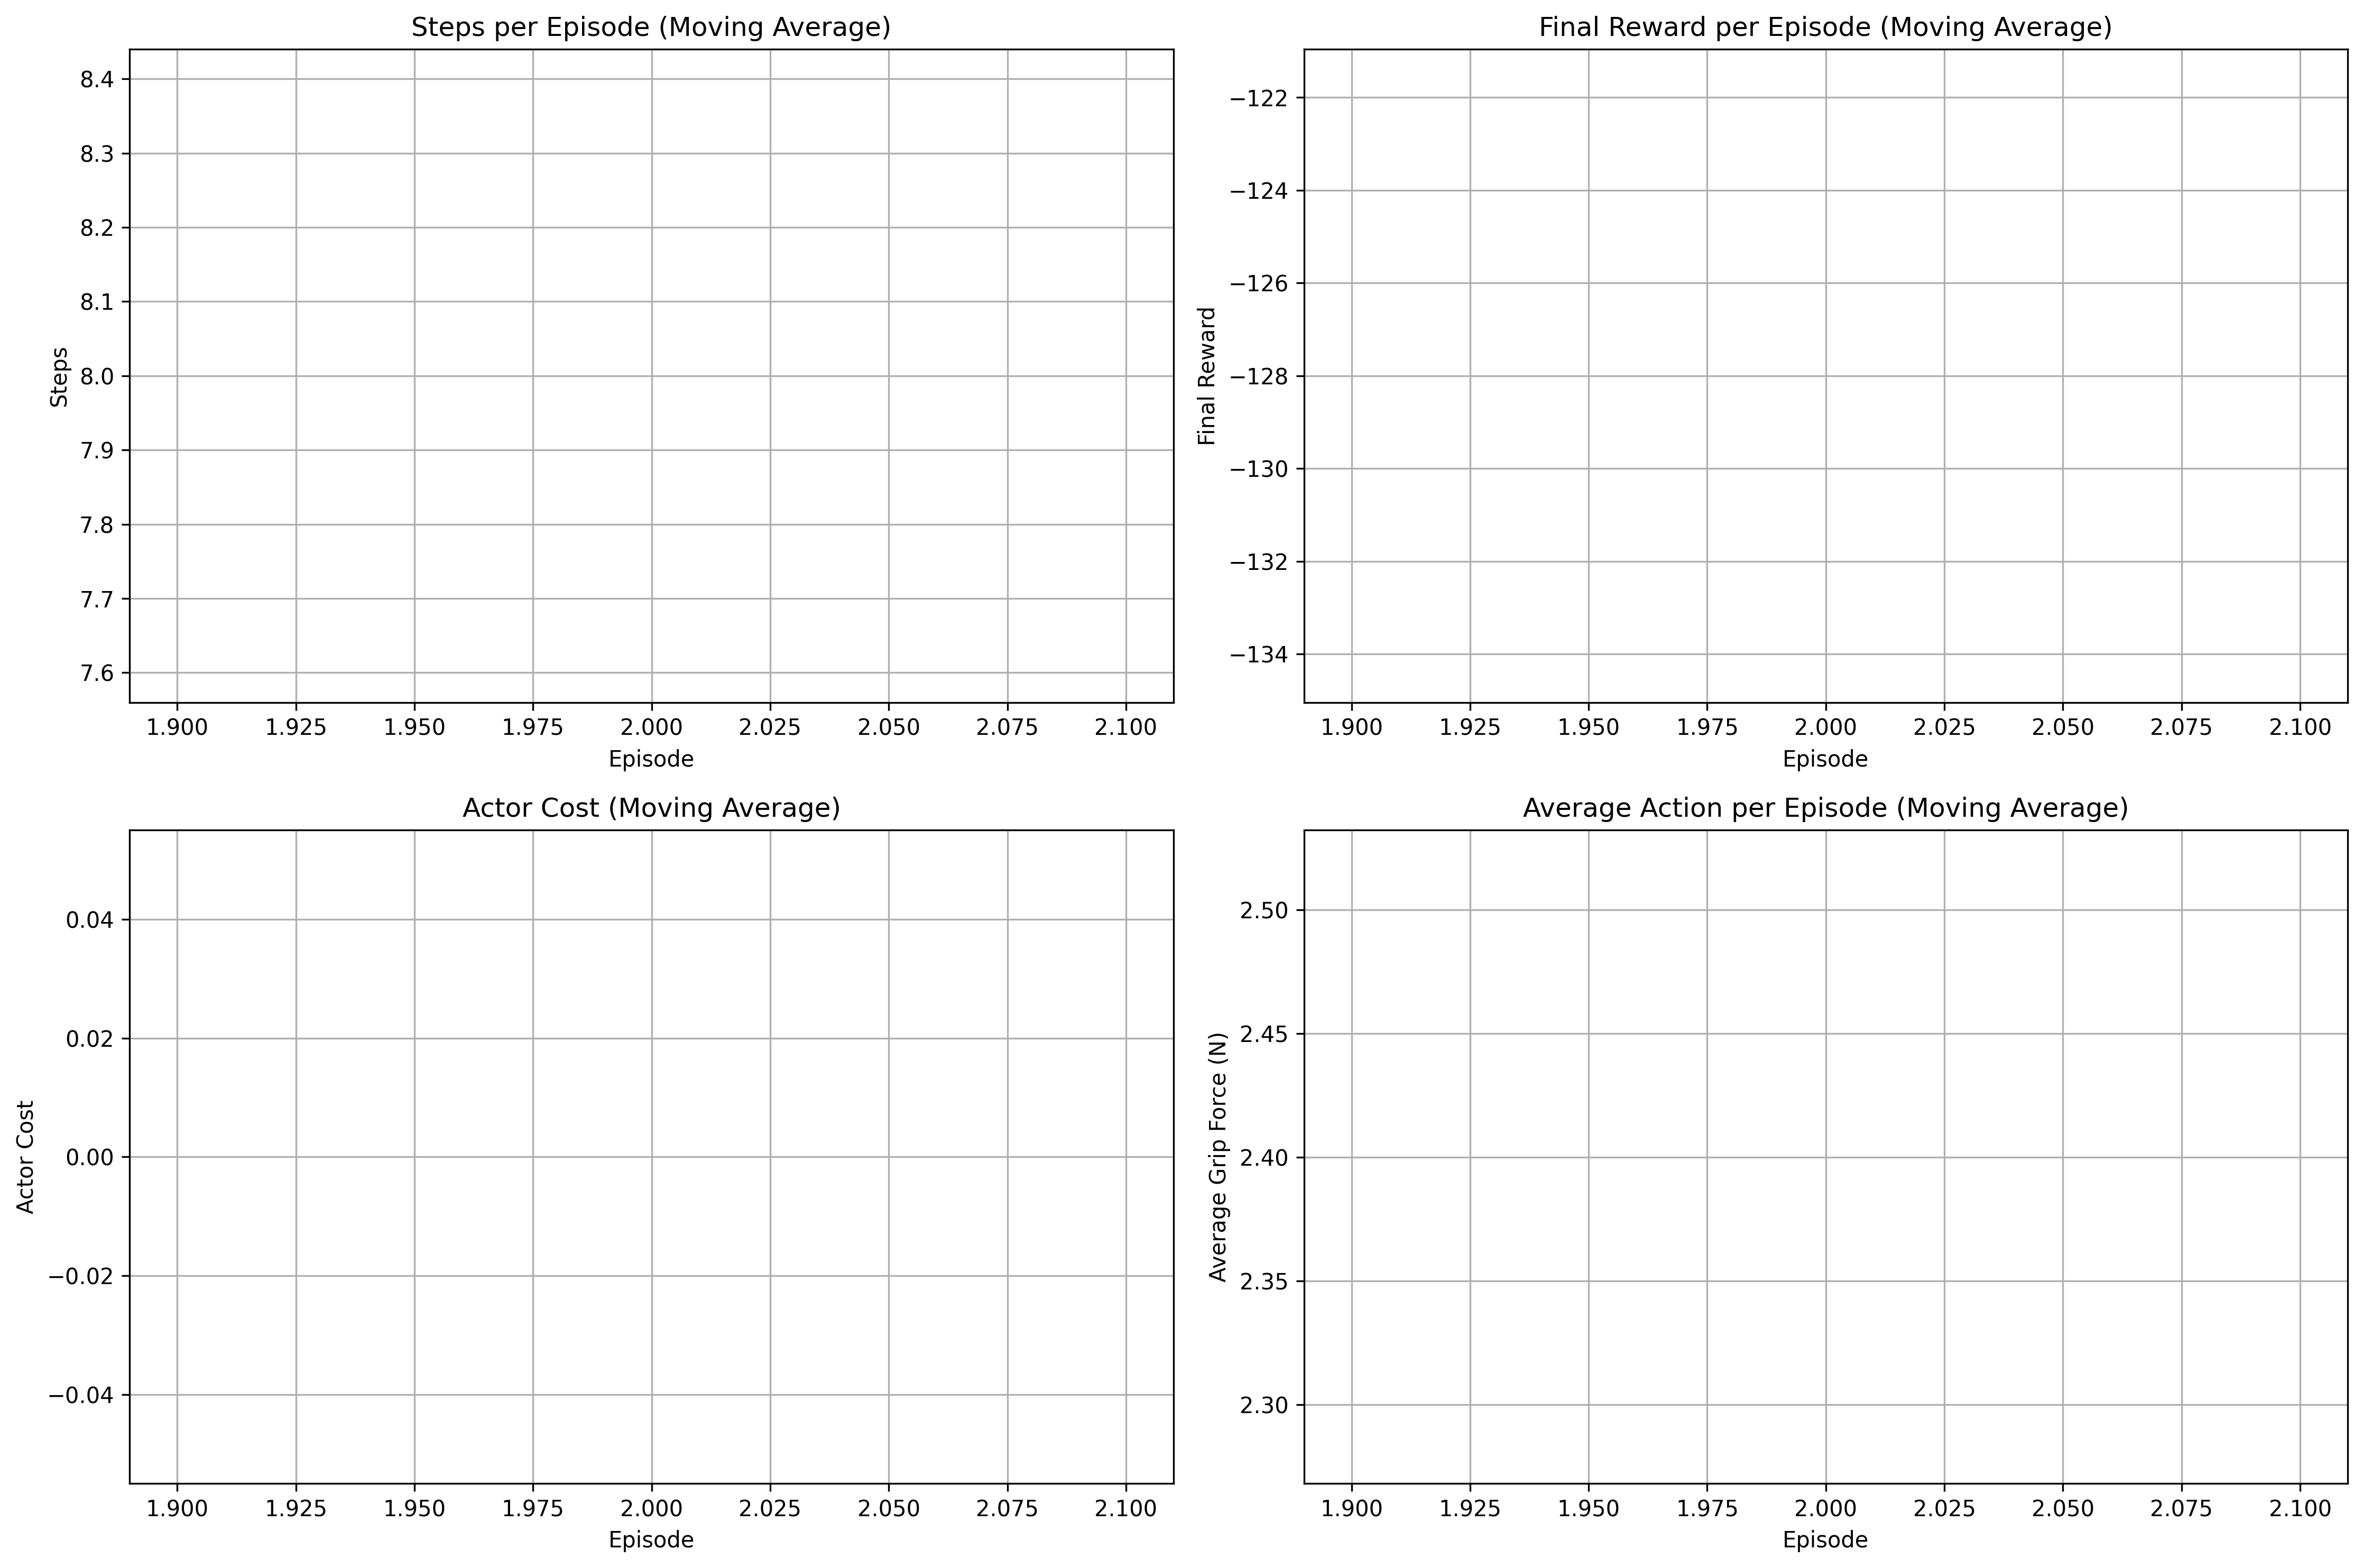 Steps per Episode (Moving Average)
8.4
8.3
8.2
8.1
8.0
7.9
7.8
7.7
7.6
Steps
1.900 1.925 1.950 1.975 2.000 2.025 2.050 2.075 2.100
Episode
Final Reward per Episode (Moving Average)
−122
−124
−126
−128
−130
−132
−134
Final Reward
1.900 1.925 1.950 1.975 2.000 2.025 2.050 2.075 2.100
Episode
Actor Cost (Moving Average)
0.04
0.02
0.00
−0.02
−0.04
Actor Cost
1.900 1.925 1.950 1.975 2.000 2.025 2.050 2.075 2.100
Episode
Average Action per Episode (Moving Average)
2.50
2.45
2.40
2.35
2.30
Average Grip Force (N)
1.900 1.925 1.950 1.975 2.000 2.025 2.050 2.075 2.100
Episode